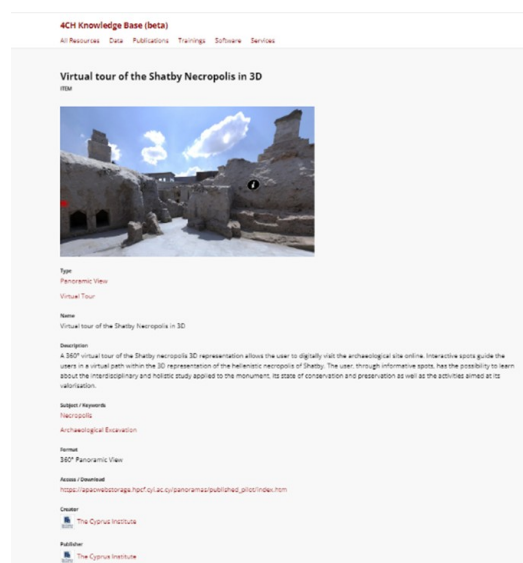 4CH Knowledge Base (beta)
All Resources Data Publications Trainings Software Services
Virtual tour of the Shatby Necropolis in 3D
ITEM
i
Type
Panoramic View
Virtual Tour
Name
Virtual tour of the Shatby Necropolis in 3D
Description
A 360° virtual tour of the Shatby necropolis 3D representation allows the user to digitally visit the archaeological site online. Interactive spots guide the
users in a virtual path within the 3D representation of the hellenistic necropolis of Shatby. The user, through informative spots, has the possibility to learn
about the interdisciplinary and holistic study applied to the monument, its state of conservation and preservation as well as the activities aimed at its
valorisation.
Subject / Keywords
Necropolis
Archaeological Excavation
Format
360° Panoramic View
Access / Download
https://apacwebstorage.hpcf.cyi.ac.cy/panoramas/published_pilot/index.htm
Creator
The Cyprus Institute
Publisher
The Cyprus Institute